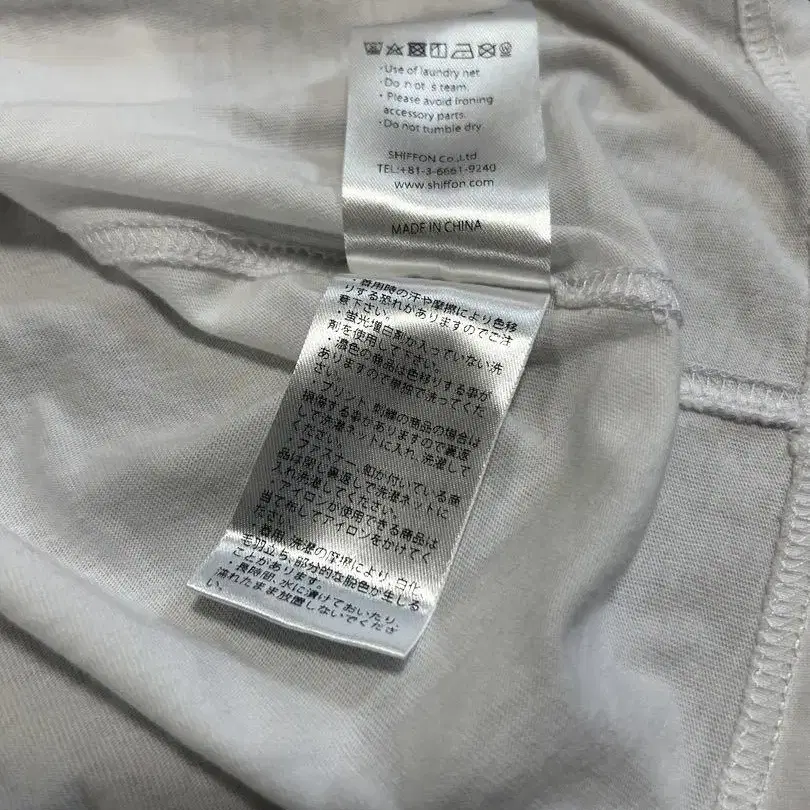 ・Use of laundry net
・Do not s team.
・Please avoid ironing
accessory parts.
・Do not tumble dry
SHIFFON Co.,Ltd
TEL:+81-3-6661-9240
www.shiffon.com
MADE IN CHINA
・着用時の汗や摩擦により色移
りする恐れがありますのでご注
意下さい。
・蛍光増白剤が入っていない洗
剤を使用して下さい。
・濃色の商品は色移りする事が
ありますので単独で洗ってくだ
さい。
・プリント、刺繍の商品の場合は
損傷する事がありますので裏返
して洗濯ネットに入れ、洗濯して
ください。
・ファスナー、釦が付いている商
品は閉じ裏返して洗濯ネットに
入れ洗濯してください。
・アイロンが使用できる商品は
当て布してアイロンをかけてく
・着用、洗濯の摩擦により、白化、
毛羽立ち、部分的な脱色が生じる
ことがあります。
・長時間、水に漬けておいたり、
濡れたまま放置しないでくださ